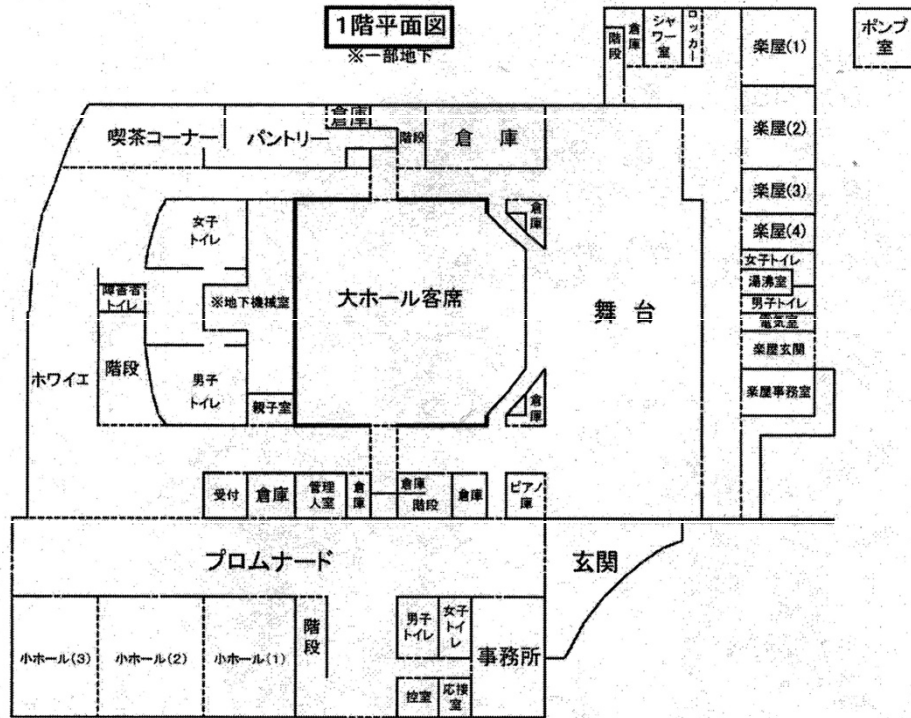 1階平面図
※一部地下
階段
倉庫
シャ
ワー
室
ロッカー
楽屋(1)
ポンプ
室
楽屋(2)
楽屋(3)
楽屋(4)
女子トイレ
湯沸室
男子トイレ
電気室
楽屋玄関
楽屋事務室
喫茶コーナー
パントリー
倉庫
階段
倉 庫
女子
トイレ
※地下機械室
大ホール客席
倉庫
舞 台
障害者
トイレ
ホワイエ
階段
男子
トイレ
親子室
倉庫
受付
倉庫
管理
人室
倉庫
倉庫
階段
倉庫
ピアノ
庫
プロムナード
玄関
小ホール(3)
小ホール(2)
小ホール(1)
階段
男子
トイレ
女子
トイ
レ
事務所
控室
応接
室